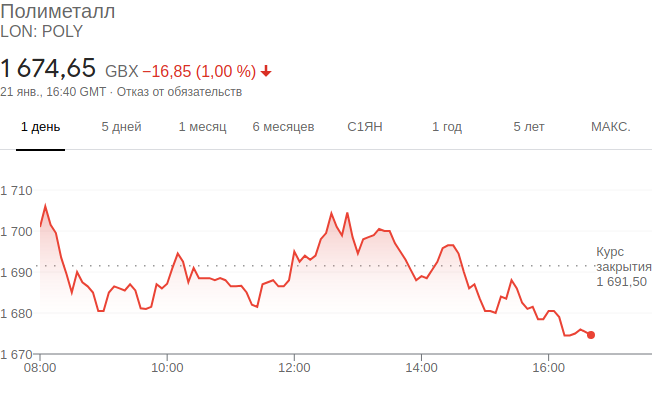 Полиметалл
LON: POLY
1 674,65 GBX −16,85 (1,00 %)
21 янв., 16:40 GMT · Отказ от обязательств
1 день 5 дней 1 месяц 6 месяцев С1ЯН 1 год 5 лет МАКС.
1 710
1 700
1 690
1 680
1 670
Курс
закрытия
1 691,50
08:00 10:00 12:00 14:00 16:00